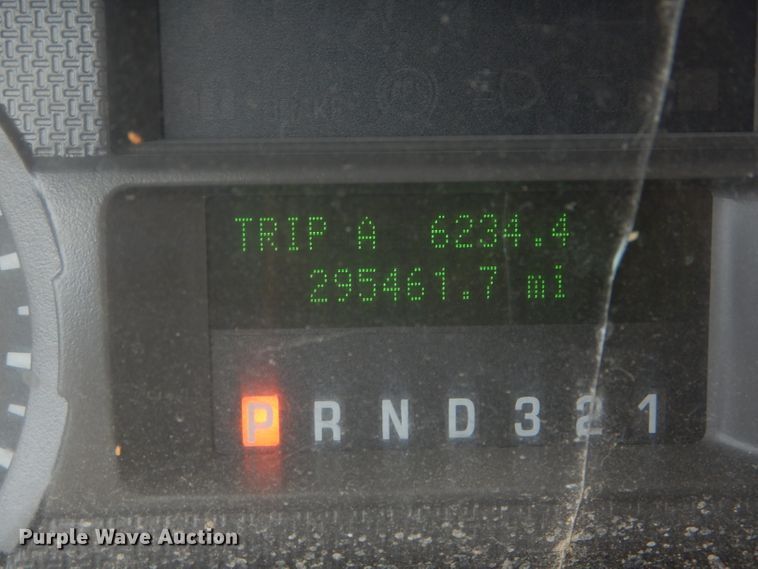 TRIP A 6234.4
295461.7 mi
P R N D 3 2 1
Purple Wave Auction